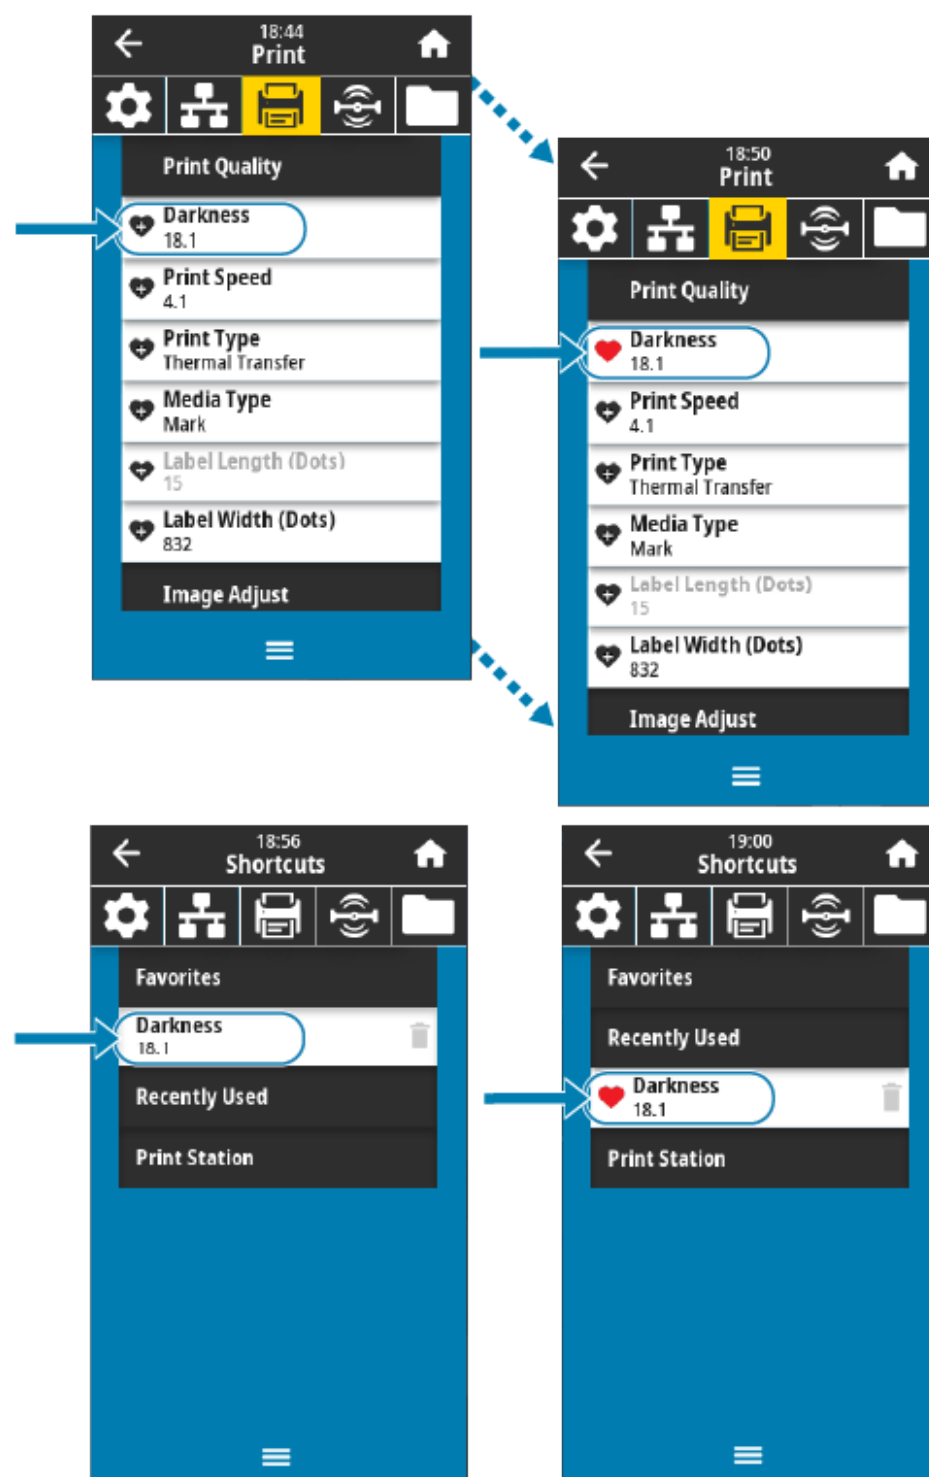 18:44
Print
Print Quality
Darkness
18.1
Print Speed
4.1
Print Type
Thermal Transfer
Media Type
Mark
Label Length (Dots)
15
Label Width (Dots)
832
Image Adjust
18:50
Print
Print Quality
Darkness
18.1
Print Speed
4.1
Print Type
Thermal Transfer
Media Type
Mark
Label Length (Dots)
15
Label Width (Dots)
832
Image Adjust
18:56
Shortcuts
Favorites
Darkness
18.1
Recently Used
Print Station
19:00
Shortcuts
Favorites
Recently Used
Darkness
18.1
Print Station